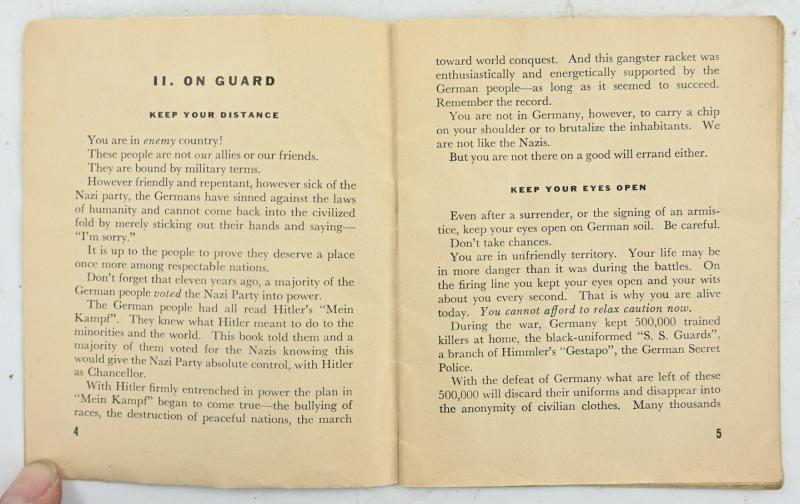 II. ON GUARD
KEEP YOUR DISTANCE
You are in enemy country!
These people are not our allies or our friends.
They are bound by military terms.
However friendly and repentant, however sick of the
Nazi party, the Germans have sinned against the laws
of humanity and cannot come back into the civilized
fold by merely sticking out their hands and saying—
“I’m sorry.”
It is up to the people to prove they deserve a place
once more among respectable nations.
Don’t forget that eleven years ago, a majority of the
German people voted the Nazi Party into power.
The German people had all read Hitler’s “Mein
Kampf”. They knew what Hitler meant to do to the
minorities and the world. This book told them and a
majority of them voted for the Nazis knowing this
would give the Nazi Party absolute control, with Hitler
as Chancellor.
With Hitler firmly entrenched in power the plan in
“Mein Kampf” began to come true—the bullying of
races, the destruction of peaceful nations, the march
4
toward world conquest. And this gangster racket was
enthusiastically and energetically supported by the
German people—as long as it seemed to succeed.
Remember the record.
You are not in Germany, however, to carry a chip
on your shoulder or to brutalize the inhabitants. We
are not like the Nazis.
But you are not there on a good will errand either.
KEEP YOUR EYES OPEN
Even after a surrender, or the signing of an armis-
tice, keep your eyes open on German soil. Be careful.
Don’t take chances.
You are in unfriendly territory. Your life may be
in more danger than it was during the battles. On
the firing line you kept your eyes open and your wits
about you every second. That is why you are alive
today. You cannot afford to relax caution now.
During the war, Germany kept 500,000 trained
killers at home, the black-uniformed “S. S. Guards”,
a branch of Himmler’s “Gestapo”, the German Secret
Police.
With the defeat of Germany what are left of these
500,000 will discard their uniforms and disappear into
the anonymity of civilian clothes. Many thousands
5